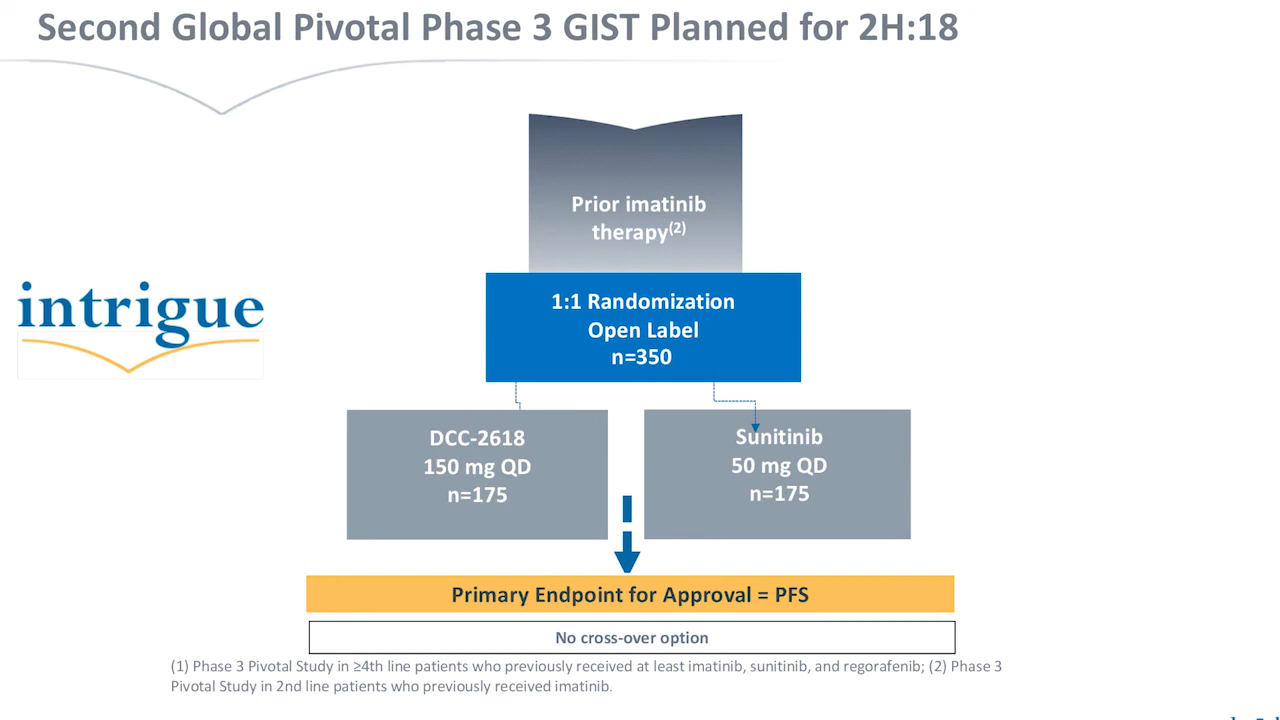 Second Global Pivotal Phase 3 GIST Planned for 2H:18
Prior imatinib
therapy(2)
intrigue
1:1 Randomization
Open Label
n=350
DCC-2618
150 mg QD
n=175
Sunitinib
50 mg QD
n=175
Primary Endpoint for Approval = PFS
No cross-over option
(1) Phase 3 Pivotal Study in ≥4th line patients who previously received at least imatinib, sunitinib, and regorafenib; (2) Phase 3
Pivotal Study in 2nd line patients who previously received imatinib.